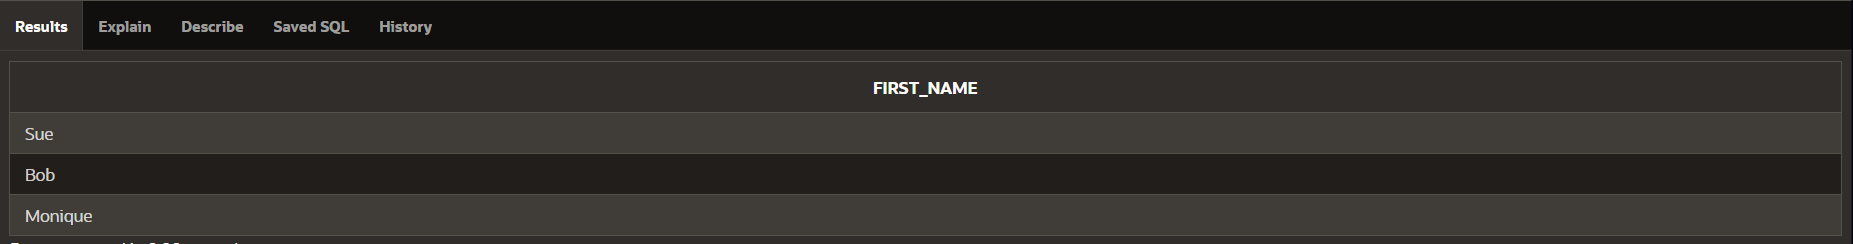 Results Explain Describe Saved SQL History
FIRST_NAME
Sue
Bob
Monique